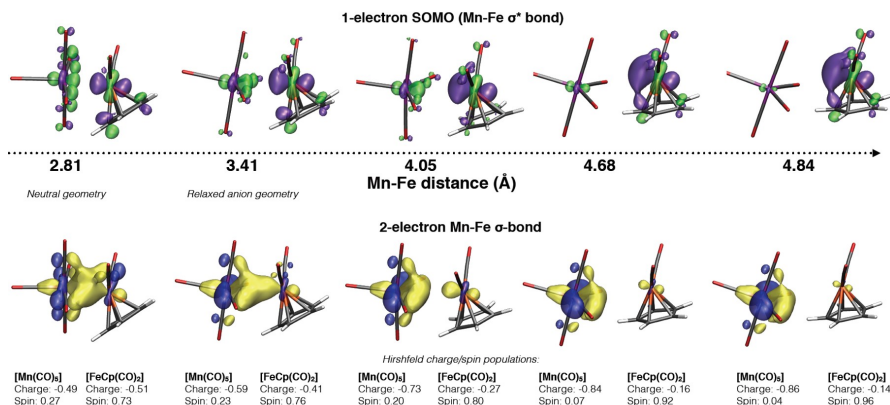 1-electron SOMO (Mn-Fe σ* bond)
2.81 3.41 4.05 4.68 4.84
Neutral geometry Relaxed anion geometry
Mn-Fe distance (Å)
2-electron Mn-Fe σ-bond
Hirshfeld charge/spin populations:
[Mn(CO)₅] [FeCp(CO)₂] [Mn(CO)₅] [FeCp(CO)₂] [Mn(CO)₅] [FeCp(CO)₂] [Mn(CO)₅] [FeCp(CO)₂] [Mn(CO)₅] [FeCp(CO)₂]
Charge: -0.49 Charge: -0.51 Charge: -0.59 Charge: -0.41 Charge: -0.73 Charge: -0.27 Charge: -0.84 Charge: -0.16 Charge: -0.86 Charge: -0.14
Spin: 0.27 Spin: 0.73 Spin: 0.23 Spin: 0.76 Spin: 0.20 Spin: 0.80 Spin: 0.07 Spin: 0.92 Spin: 0.04 Spin: 0.96